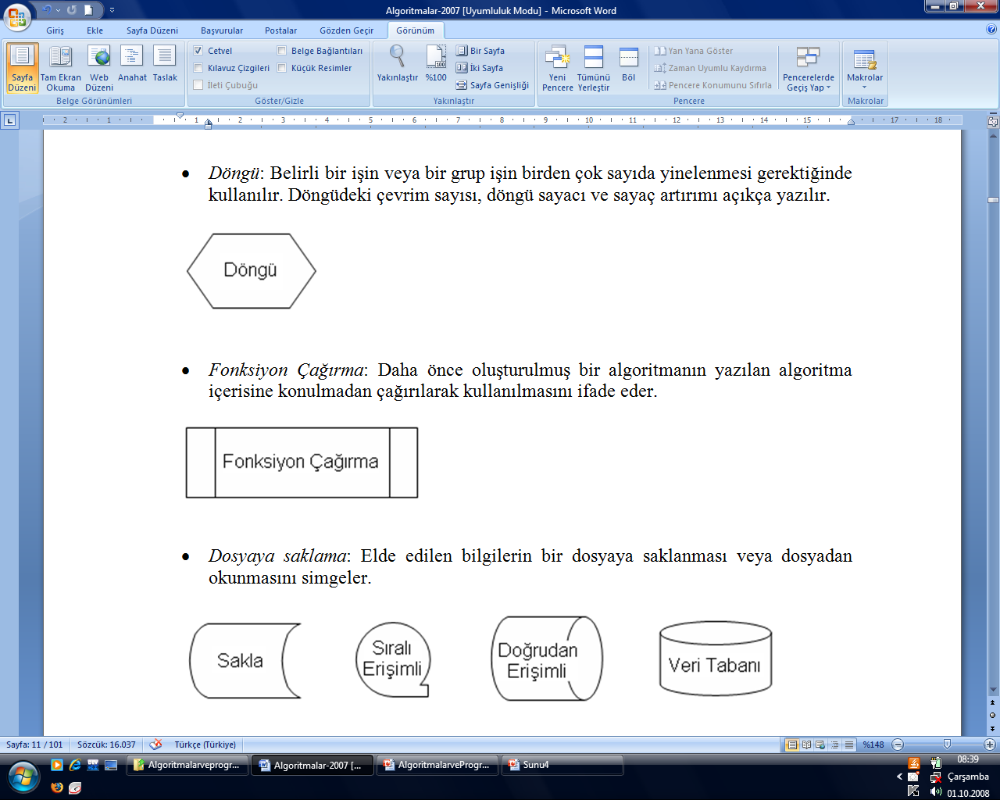 Algoritmalar-2007 [Uyumluluk Modu] - Microsoft Word
Giriş Ekle Sayfa Düzeni Başvurular Postalar Gözden Geçir Görünüm
Sayfa Düzeni
Tam Ekran Okuma
Web Düzeni
Anahat
Taslak
Belge Görünümleri
Cetvel
Kılavuz Çizgileri
İleti Çubuğu
Belge Bağlantıları
Küçük Resimler
Göster/Gizle
Yakınlaştır
%100
Bir Sayfa
İki Sayfa
Sayfa Genişliği
Yakınlaştır
Yeni Pencere
Tümünü Yerleştir
Böl
Yan Yana Göster
Zaman Uyumlu Kaydırma
Pencere Konumunu Sıfırla
Pencerelerde Geçiş Yap
Pencere
Makrolar
Makrolar
2 1 1 2 3 4 5 6 7 8 9 10 11 12 13 14 15 17 18
• Döngü: Belirli bir işin veya bir grup işin birden çok sayıda yinelenmesi gerektiğinde
kullanılır. Döngüdeki çevrim sayısı, döngü sayacı ve sayaç artırımı açıkça yazılır.
Döngü
• Fonksiyon Çağırma: Daha önce oluşturulmuş bir algoritmanın yazılan algoritma
içerisine konulmadan çağırılarak kullanılmasını ifade eder.
Fonksiyon Çağırma
• Dosyaya saklama: Elde edilen bilgilerin bir dosyaya saklanması veya dosyadan
okunmasını simgeler.
Sakla
Sıralı
Erişimli
Doğrudan
Erişimli
Veri Tabanı
Sayfa: 11 / 101 Sözcük: 16.037 Türkçe (Türkiye) %148
Algoritmalarveprogr... Algoritmalar-2007 [... AlgoritmalarveProgr... Sunu4
08:39
Çarşamba
01.10.2008